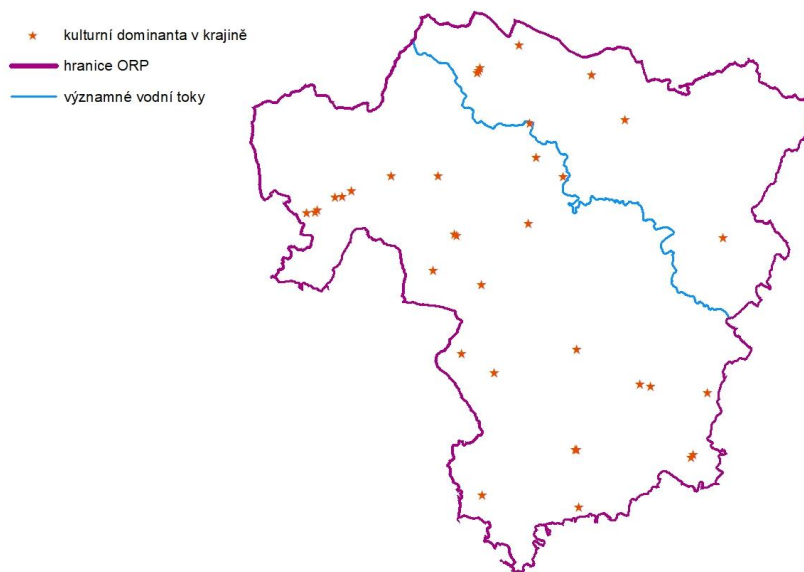 kulturní dominanta v krajině
hranice ORP
významné vodní toky